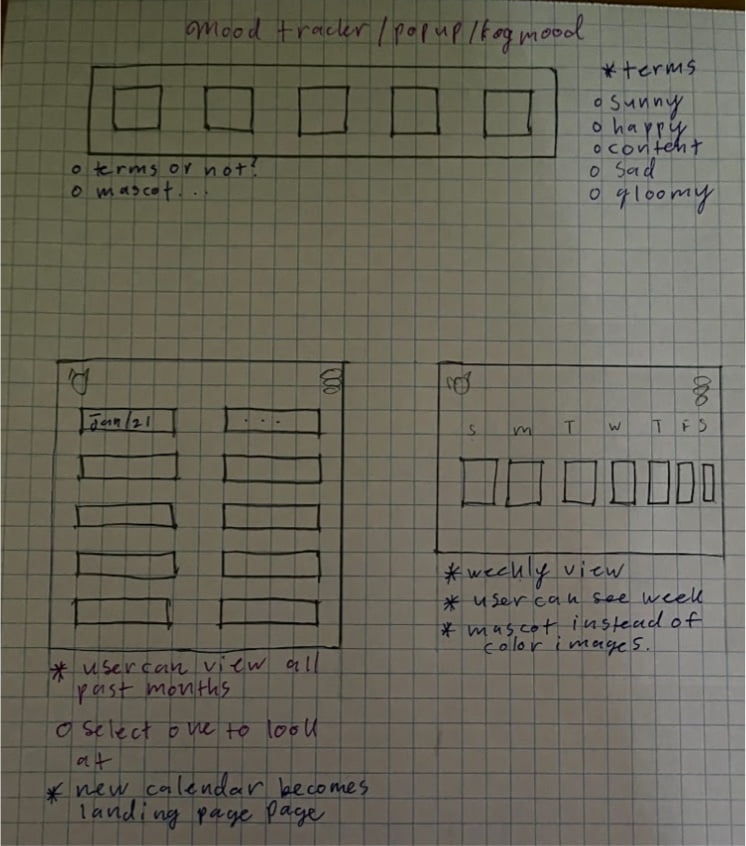 mood tracker/popup/log mood
* terms
o sunny
o happy
o content
o sad
o gloomy
o terms or not?
o mascot...
Jan/21
...
* user can view all
past months
o select one to look
at
* new calendar becomes
landing page page
S m T W T F S
* weekly view
* user can see week
* mascot instead of
color images.